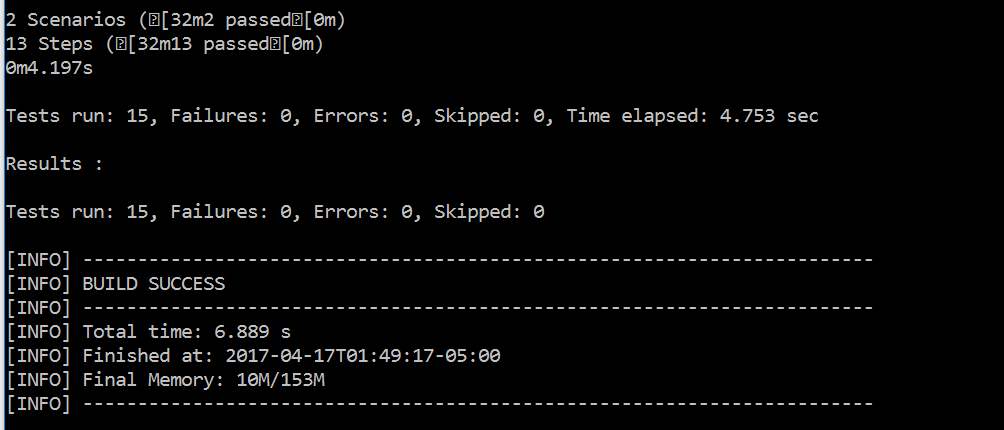 2 Scenarios (�[32m2 passed�[0m)
13 Steps (�[32m13 passed�[0m)
0m4.197s
Tests run: 15, Failures: 0, Errors: 0, Skipped: 0, Time elapsed: 4.753 sec
Results :
Tests run: 15, Failures: 0, Errors: 0, Skipped: 0
[INFO] ------------------------------------------------------------------------
[INFO] BUILD SUCCESS
[INFO] ------------------------------------------------------------------------
[INFO] Total time: 6.889 s
[INFO] Finished at: 2017-04-17T01:49:17-05:00
[INFO] Final Memory: 10M/153M
[INFO] ------------------------------------------------------------------------